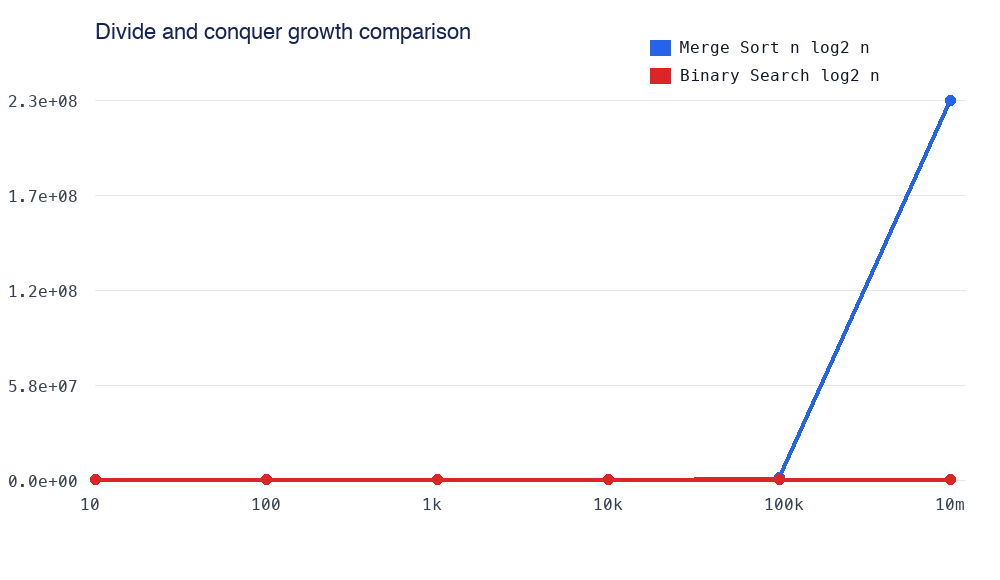 Divide and conquer growth comparison
Merge Sort n log2 n
Binary Search log2 n
2.3e+08
1.7e+08
1.2e+08
5.8e+07
0.0e+00
10 100 1k 10k 100k 10m